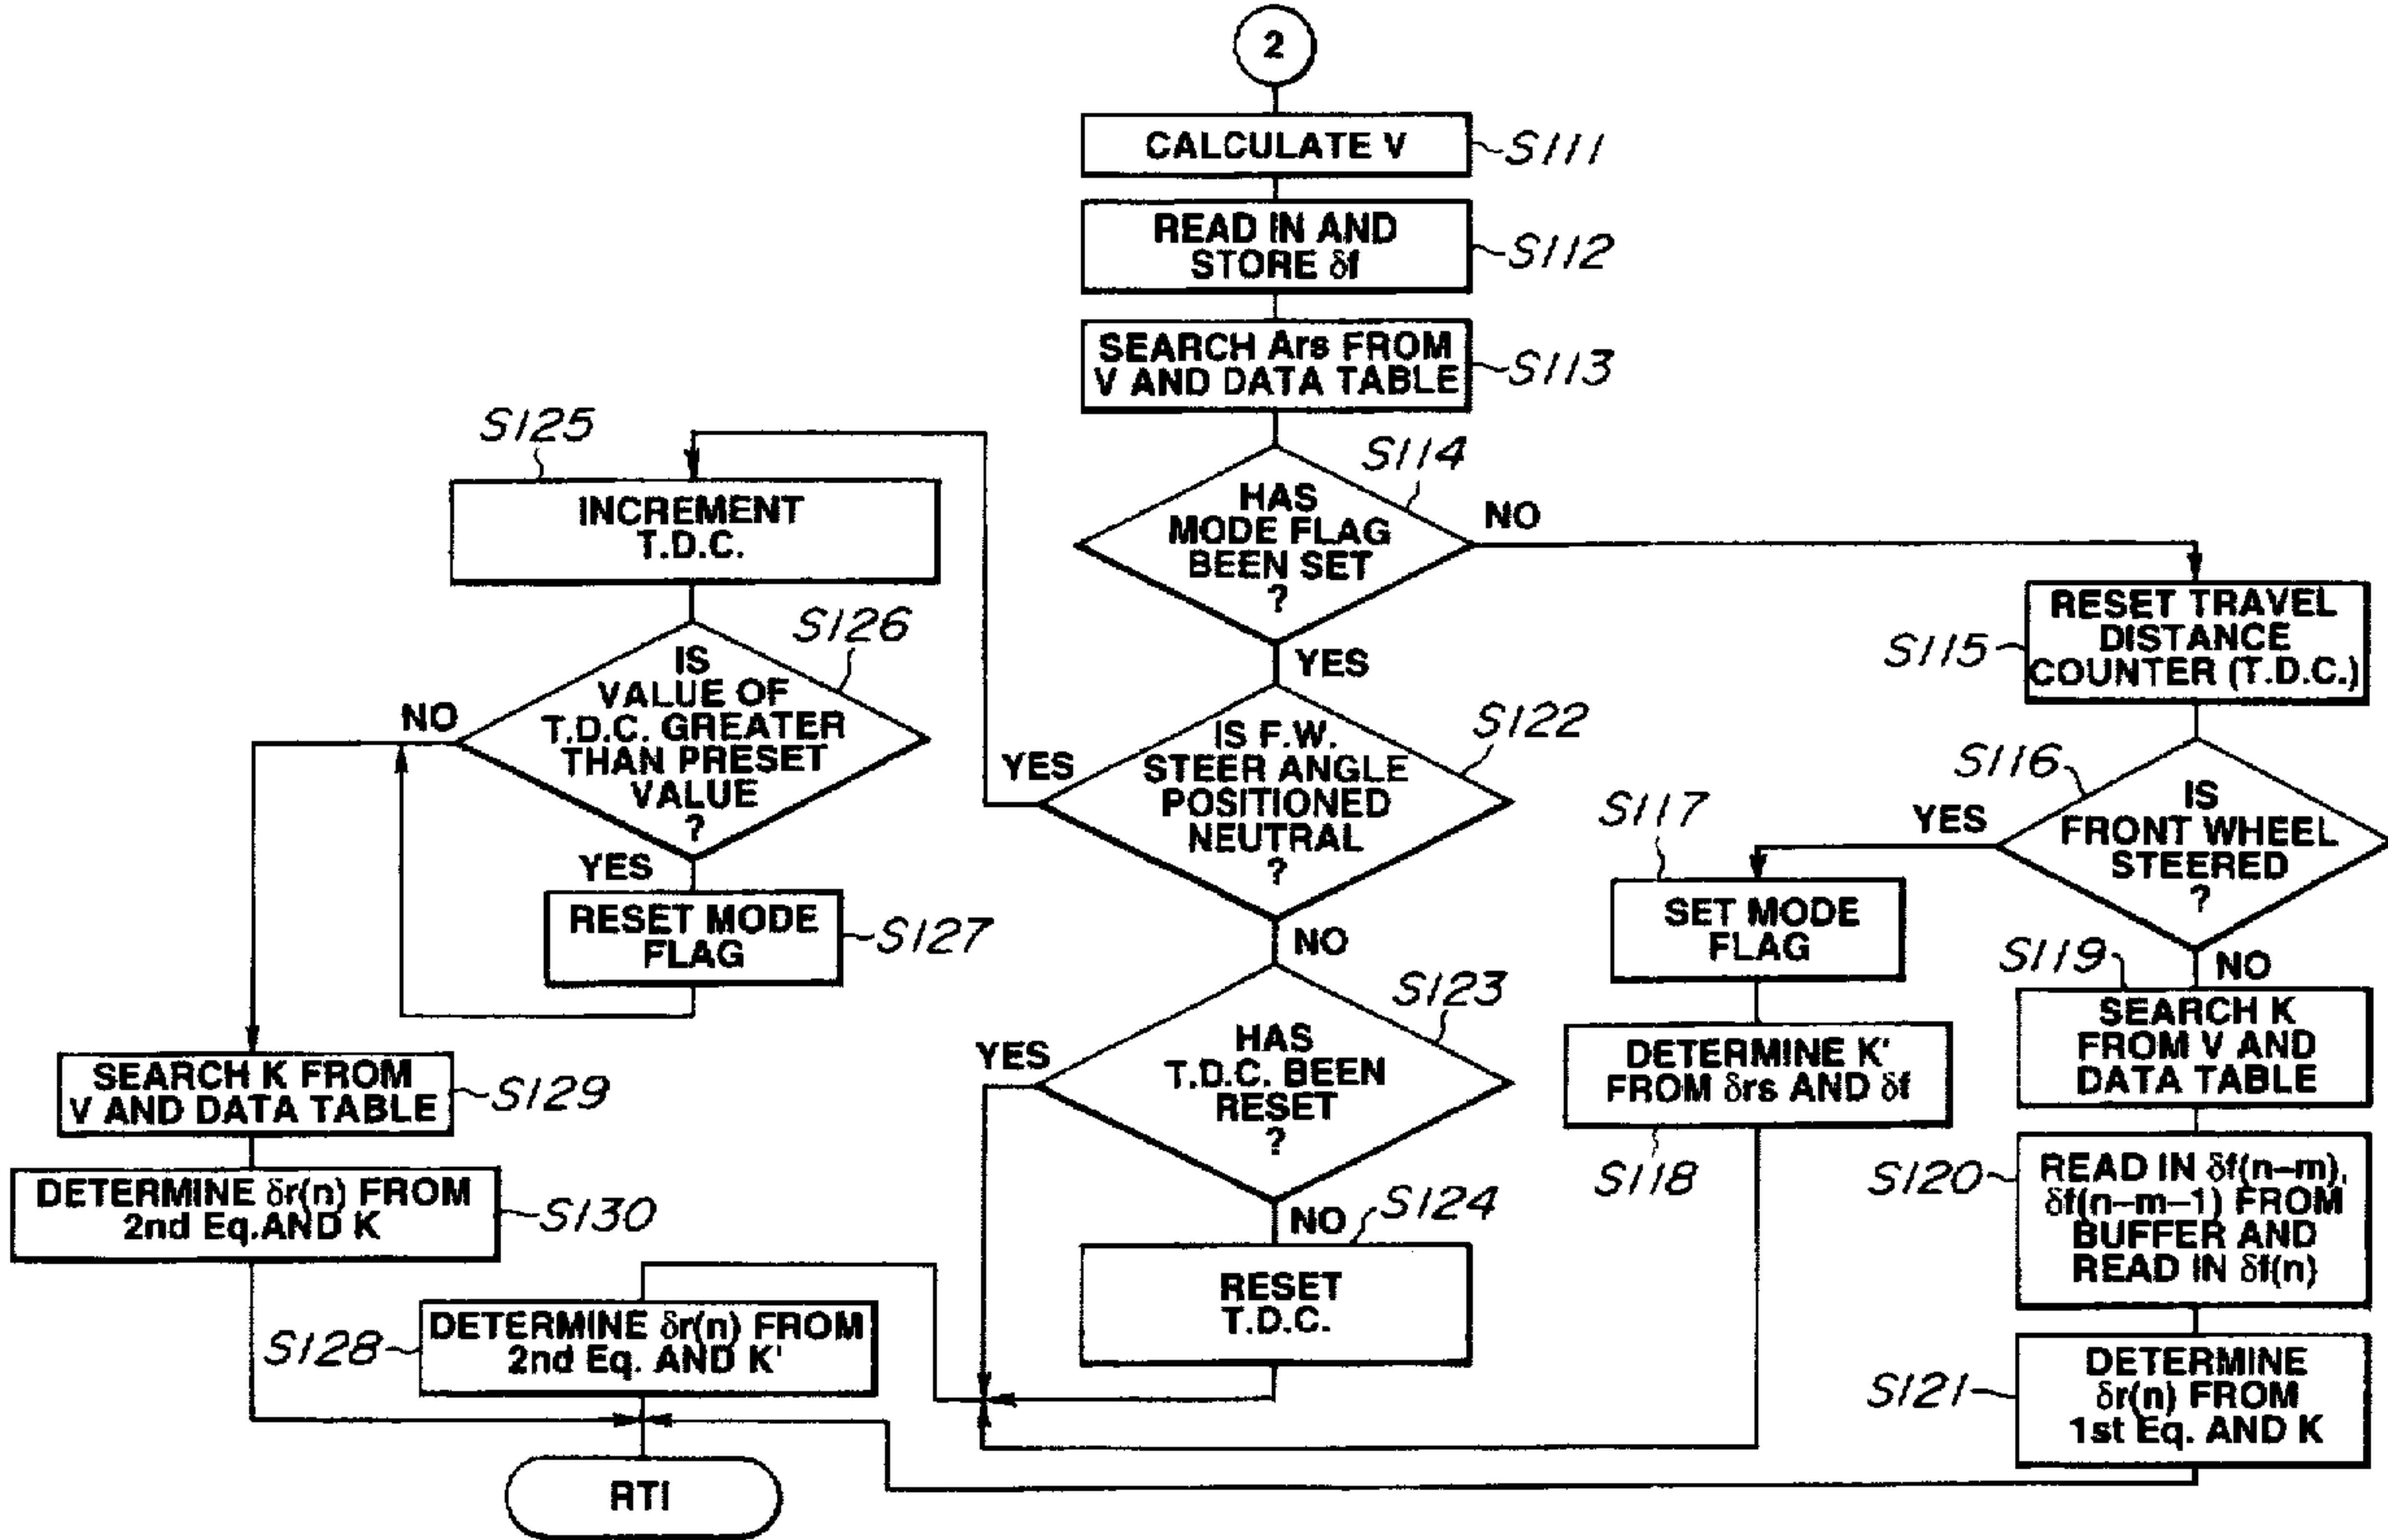 2
CALCULATE V
S111
READ IN AND
STORE δf
S112
SEARCH Ars FROM
V AND DATA TABLE
S113
S125
INCREMENT
T.D.C.
S114
HAS
MODE FLAG
BEEN SET
?
NO
YES
RESET TRAVEL
DISTANCE
COUNTER (T.D.C.)
S115
S126
IS
VALUE OF
T.D.C. GREATER
THAN PRESET
VALUE
?
NO
YES
S122
IS F.W.
STEER ANGLE
POSITIONED
NEUTRAL
?
YES
NO
S116
IS
FRONT WHEEL
STEERED
?
YES
NO
S117
SET MODE
FLAG
RESET MODE
FLAG
S127
S119
SEARCH K
FROM V AND
DATA TABLE
S123
HAS
T.D.C. BEEN
RESET
?
YES
NO
DETERMINE K'
FROM δrs AND δf
S118
SEARCH K FROM
V AND DATA TABLE
S129
DETERMINE δr(n) FROM
2nd Eq.AND K
S130
S120
READ IN δf(n–m),
δf(n–m–1) FROM
BUFFER AND
READ IN δf(n)
S124
RESET
T.D.C.
S128
DETERMINE δr(n) FROM
2nd Eq. AND K'
S121
DETERMINE
δr(n) FROM
1st Eq. AND K
RTI